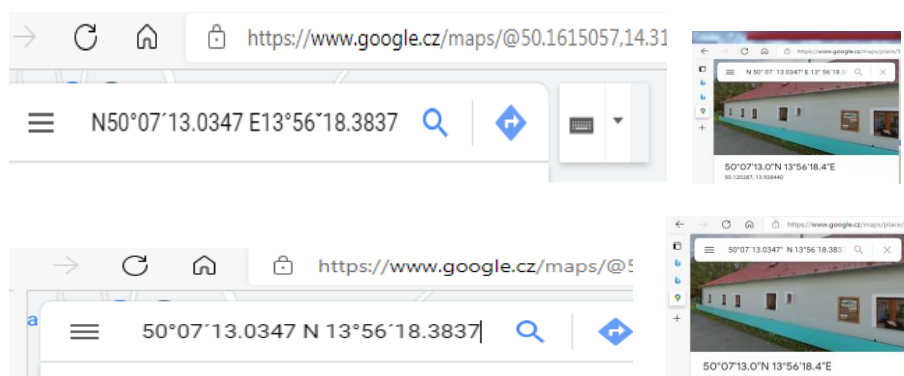 https://www.google.cz/maps/@50.1615057,14.31
N50°07´13.0347 E13°56ˇ18.3837
https://www.google.cz/maps/place/5
N 50° 07' 13.0347" E 13° 56' 18.3
50°07'13.0"N 13°56'18.4"E
50.120287, 13.938440
https://www.google.cz/maps/@5
a
50°07´13.0347 N 13°56´18.3837
https://www.google.cz/maps/place/
50°07'13.0347" N 13°56'18.383
50°07'13.0"N 13°56'18.4"E